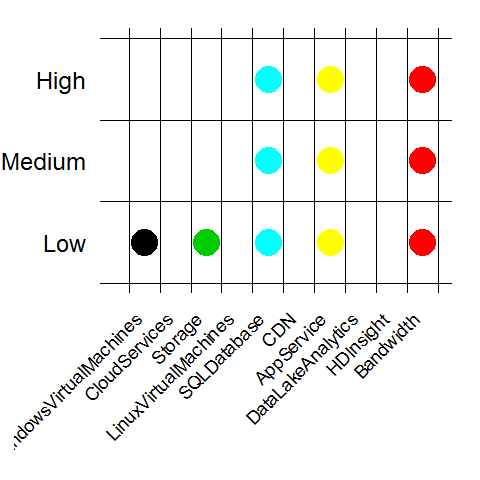 High
Medium
Low
ndowsVirtualMachines
CloudServices
Storage
LinuxVirtualMachines
SQLDatabase
CDN
AppService
DataLakeAnalytics
HDInsight
Bandwidth